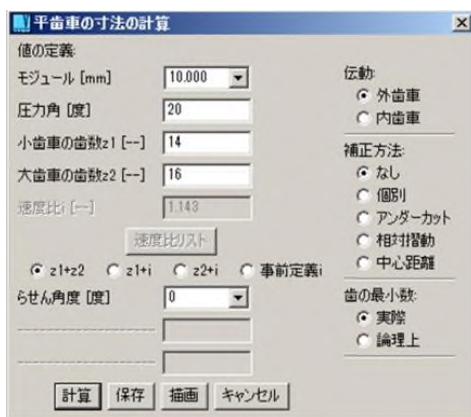 平歯車の寸法の計算
値の定義:
モジュール [mm] 10.000
圧力角 [度] 20
小歯車の歯数z1 [--] 14
大歯車の歯数z2 [--] 16
速度比i [--] 1.143
速度比リスト
z1+z2 z1+i z2+i 事前定義i
らせん角度 [度] 0
計算 保存 描画 キャンセル
伝動:
外歯車
内歯車
補正方法:
なし
個別
アンダーカット
相対摺動
中心距離
歯の最小数:
実際
論理上